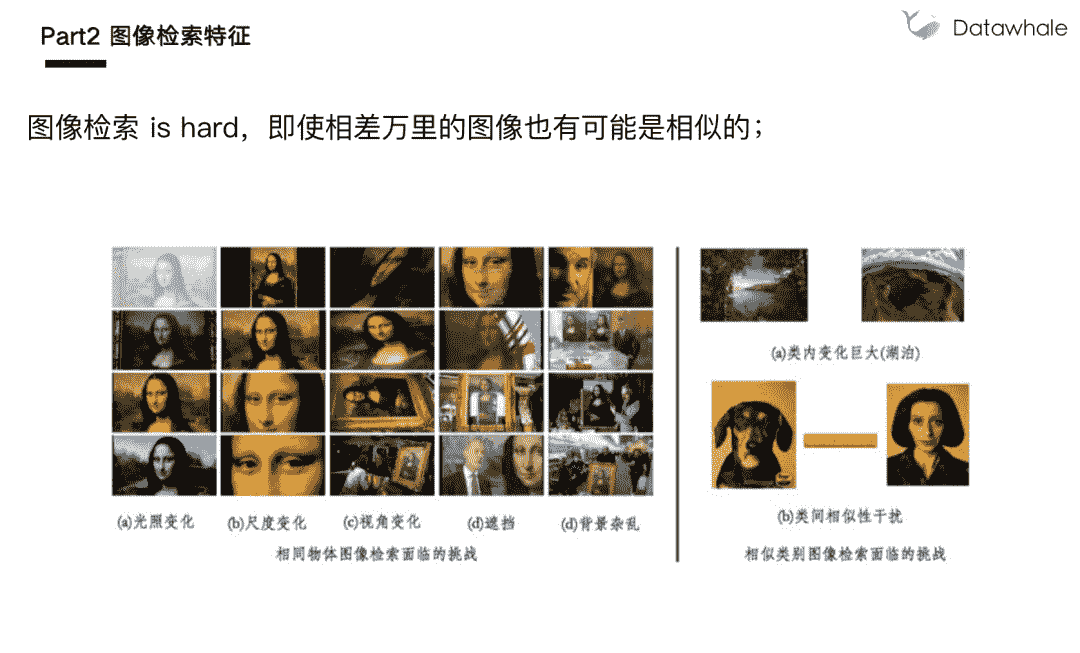 Part2 图像检索特征
Datawhale
图像检索 is hard，即使相差万里的图像也有可能是相似的；
(a)类内变化巨大(湖泊)
(a)光照变化
(b)尺度变化
(c)视角变化
(d)遮挡
(d)背景杂乱
(b)类间相似性干扰
相同物体图像检索面临的挑战
相似类别图像检索面临的挑战